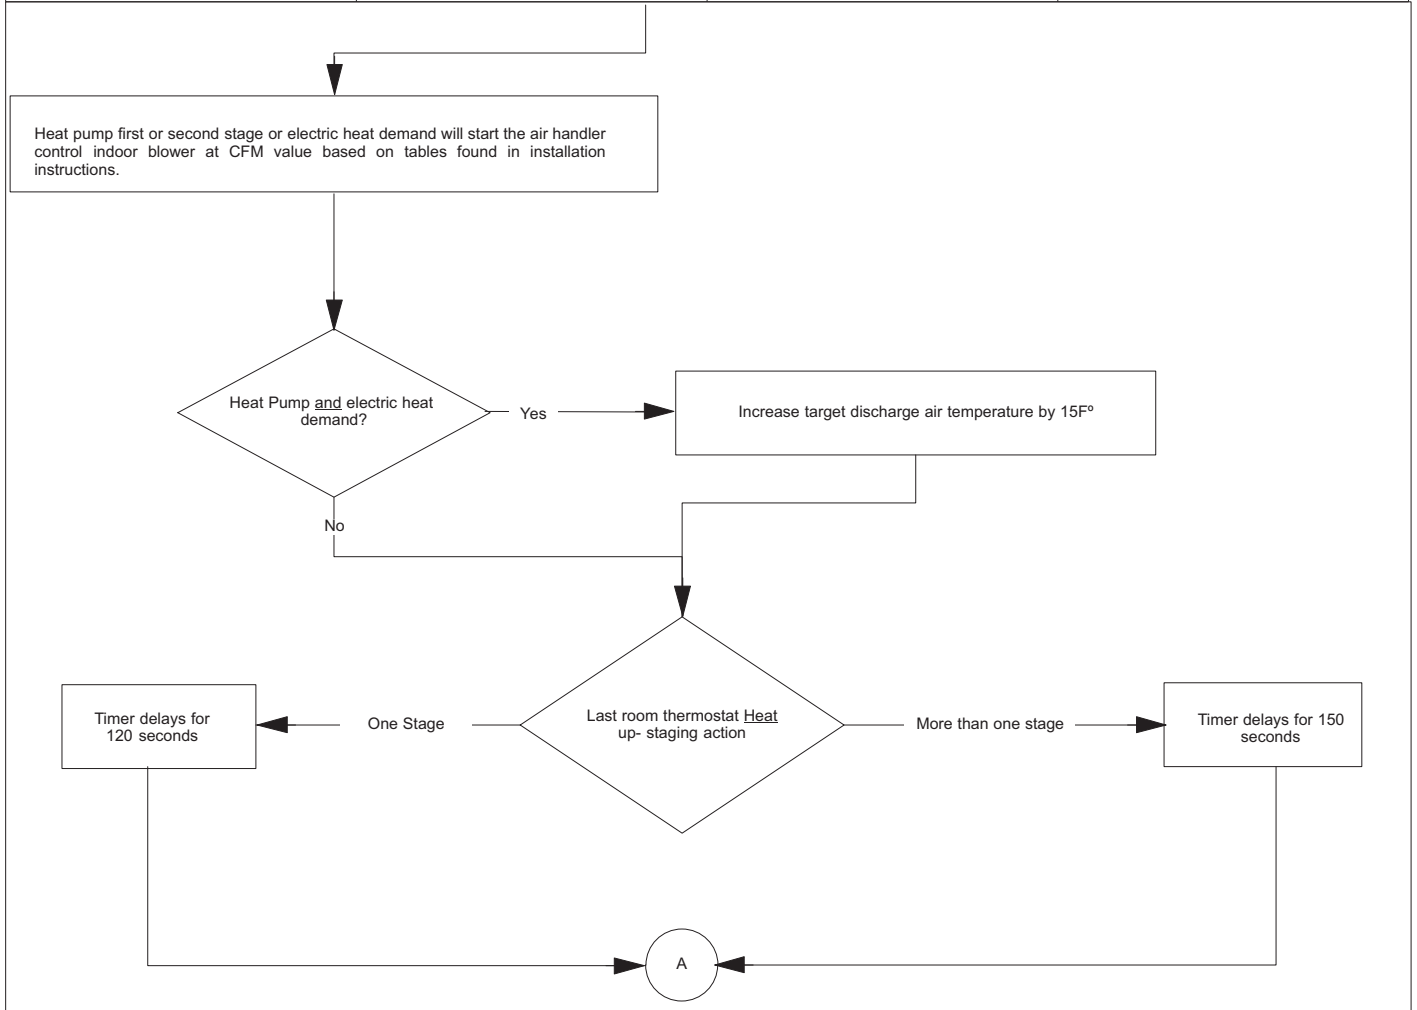 Heat pump first or second stage or electric heat demand will start the air handler
control indoor blower at CFM value based on tables found in installation
instructions.
Heat Pump and electric heat
demand?
Yes
Increase target discharge air temperature by 15Fº
No
Last room thermostat Heat
up- staging action
One Stage
Timer delays for
120 seconds
More than one stage
Timer delays for 150
seconds
A